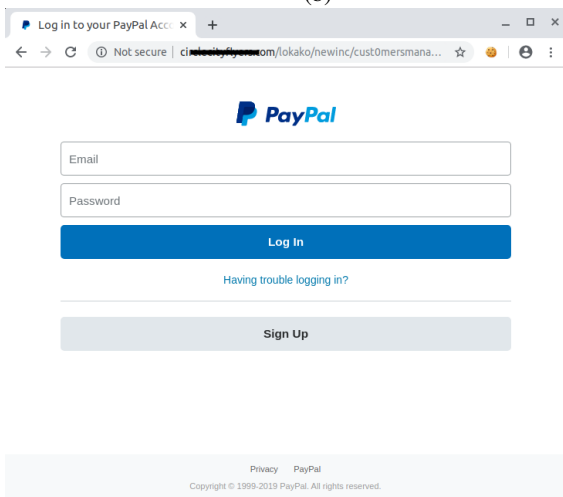 Log in to your PayPal Acc
Not secure om/lokako/newinc/cust0mersmana...
PayPal
Email
Password
Log In
Having trouble logging in?
Sign Up
Privacy PayPal
Copyright © 1999-2019 PayPal. All rights reserved.